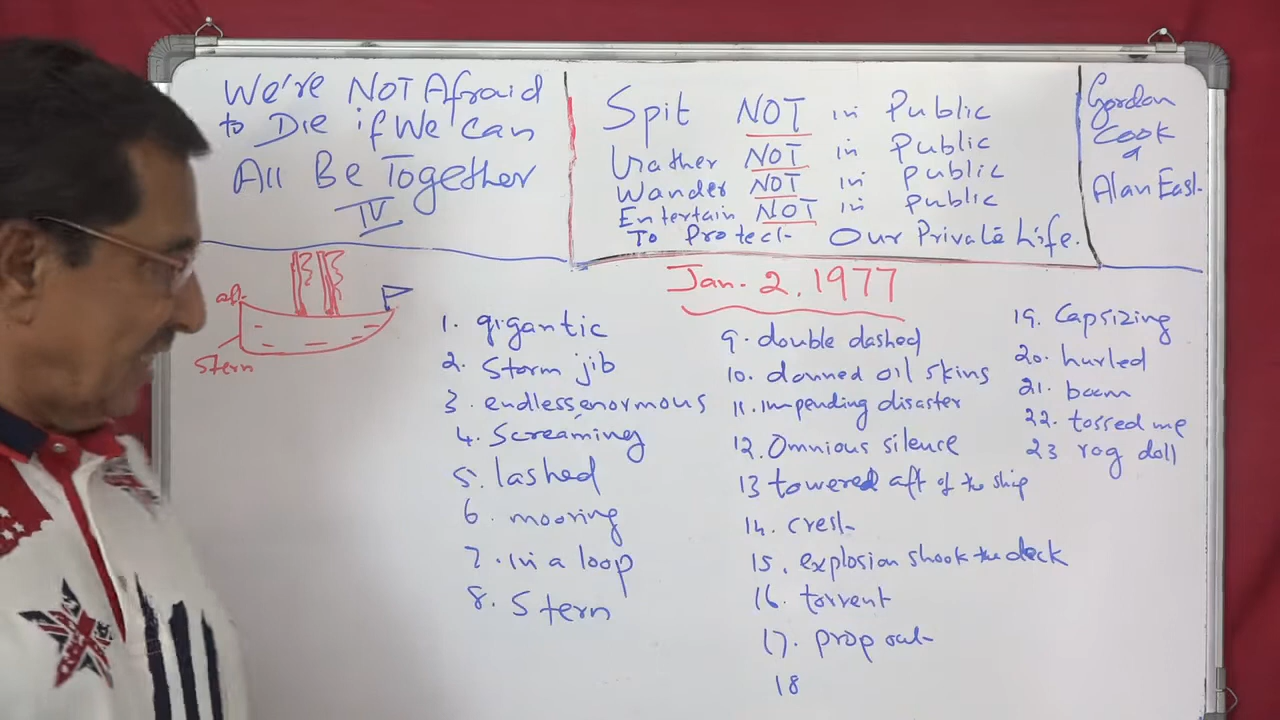 We're NOT Afraid
to Die if We Can
All Be Together
IV
Spit NOT in Public
Urather NOT in Public
Wander NOT in Public
Entertain NOT in Public
To Protect Our Private Life.
Gordon
Cook
&
Alan East
Jan. 2. 1977
aft
Stern
1. gigantic
2. Storm jib
3. endless, enormous
4. Screaming
5. lashed
6. mooring
7. in a loop
8. Stern
9. double dashed
10. donned oil skins
11. impending disaster
12. Omnious silence
13 towered aft of the ship
14. crest
15. explosion shook the deck
16. torrent
17. prop out
18
19. Capsizing
20. hurled
21. boom
22. tossed me
23 rag doll